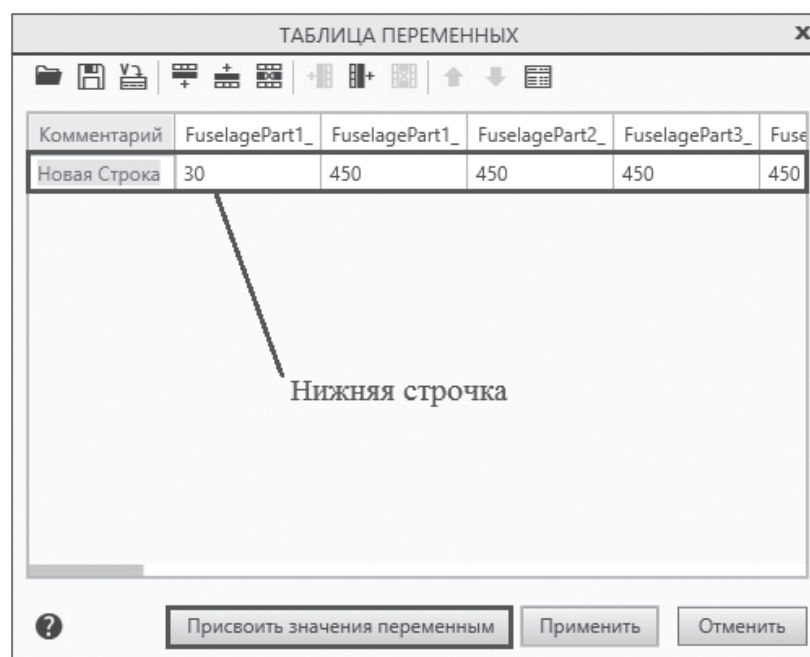 ТАБЛИЦА ПЕРЕМЕННЫХ x
Комментарий FuselagePart1_ FuselagePart1_ FuselagePart2_ FuselagePart3_ Fuse
Новая Строка 30 450 450 450 450
Нижняя строчка
? Присвоить значения переменным Применить Отменить